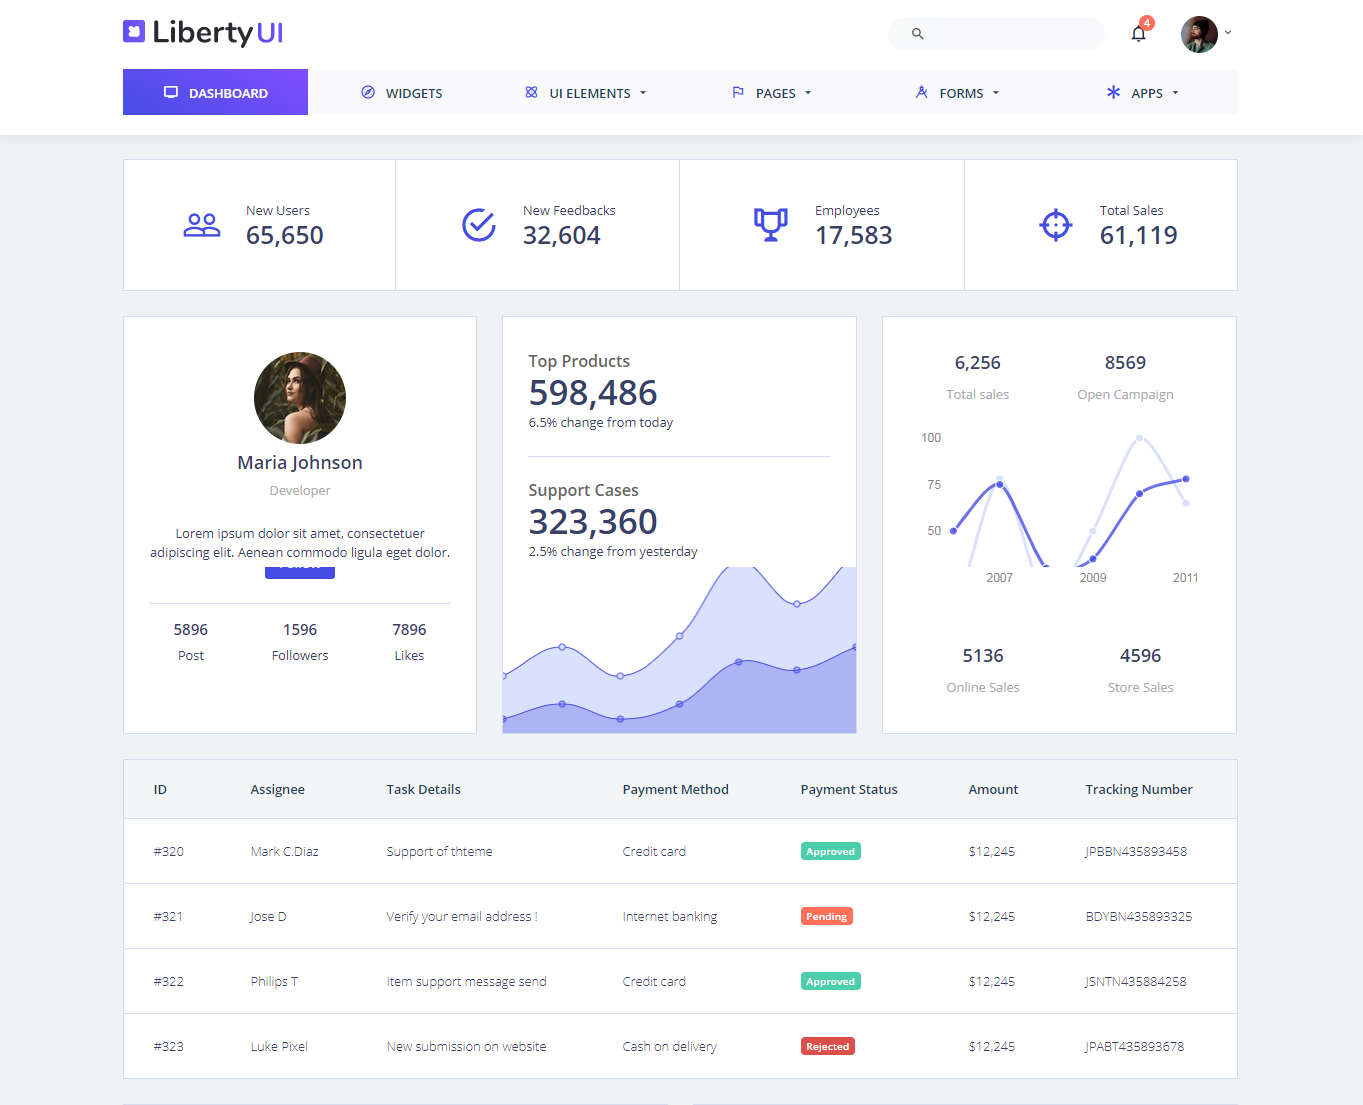 Liberty UI
4
DASHBOARD WIDGETS UI ELEMENTS PAGES FORMS APPS
New Users New Feedbacks Employees Total Sales
65,650 32,604 17,583 61,119
Maria Johnson
Developer
Lorem ipsum dolor sit amet, consectetuer
adipiscing elit. Aenean commodo ligula eget dolor.
5896 1596 7896
Post Followers Likes
Top Products
598,486
6.5% change from today
Support Cases
323,360
2.5% change from yesterday
6,256 8569
Total sales Open Campaign
100
75
50
2007 2009 2011
5136 4596
Online Sales Store Sales
ID Assignee Task Details Payment Method Payment Status Amount Tracking Number
#320 Mark C.Diaz Support of thteme Credit card Approved $12,245 JPBBN435893458
#321 Jose D Verify your email address ! Internet banking Pending $12,245 BDYBN435893325
#322 Philips T Item support message send Credit card Approved $12,245 JSNTN435884258
#323 Luke Pixel New submission on website Cash on delivery Rejected $12,245 JPABT435893678